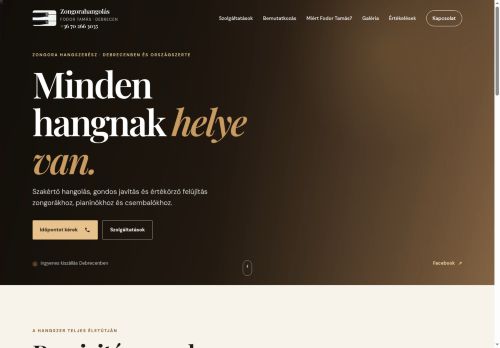 Zongorahangolás
FODOR TAMÁS · DEBRECEN
+36 70 266 3035
Szolgáltatások
Bemutatkozás
Miért Fodor Tamás?
Galéria
Értékelések
Kapcsolat
ZONGORA HANGSZERÉSZ · DEBRECENBEN ÉS ORSZÁGSZERTE
Minden
hangnak helye
van.
Szakértő hangolás, gondos javítás és értékőrző felújítás
zongorákhoz, pianínókhoz és csembalókhoz.
Időpontot kérek
Szolgáltatások
Ingyenes kiszállás Debrecenben
Facebook ↗
A HANGSZER TELJES ÉLETÚTJÁN